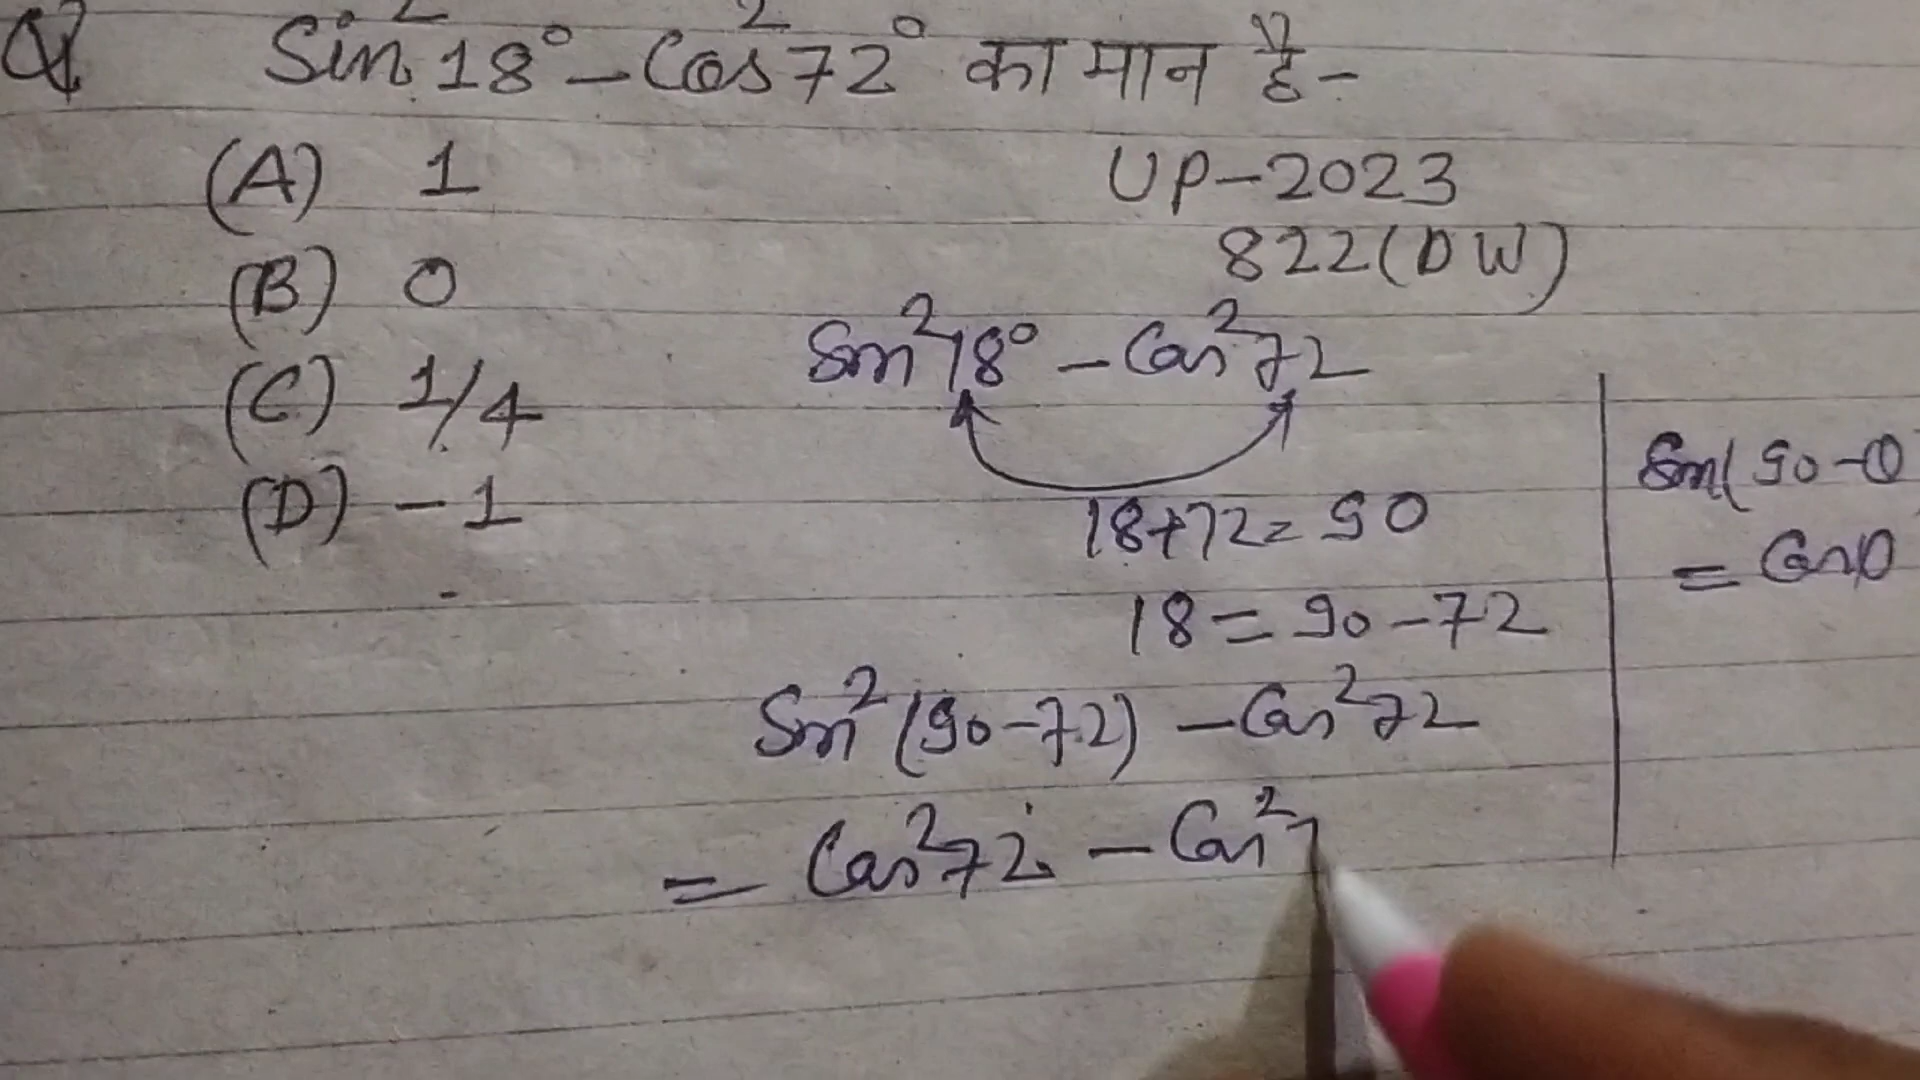 Q. Sin²18° - Cos²72° का मान है -
(A) 1
UP-2023
(B) 0
822(DW)
(C) 1/4
(D) -1
Sin²18° - Cos²72
18+72=90
18=90-72
Sin²(90-72) - Cos²72
= Cos²72 - Cos²7
Sin(90-θ)
= Cosθ